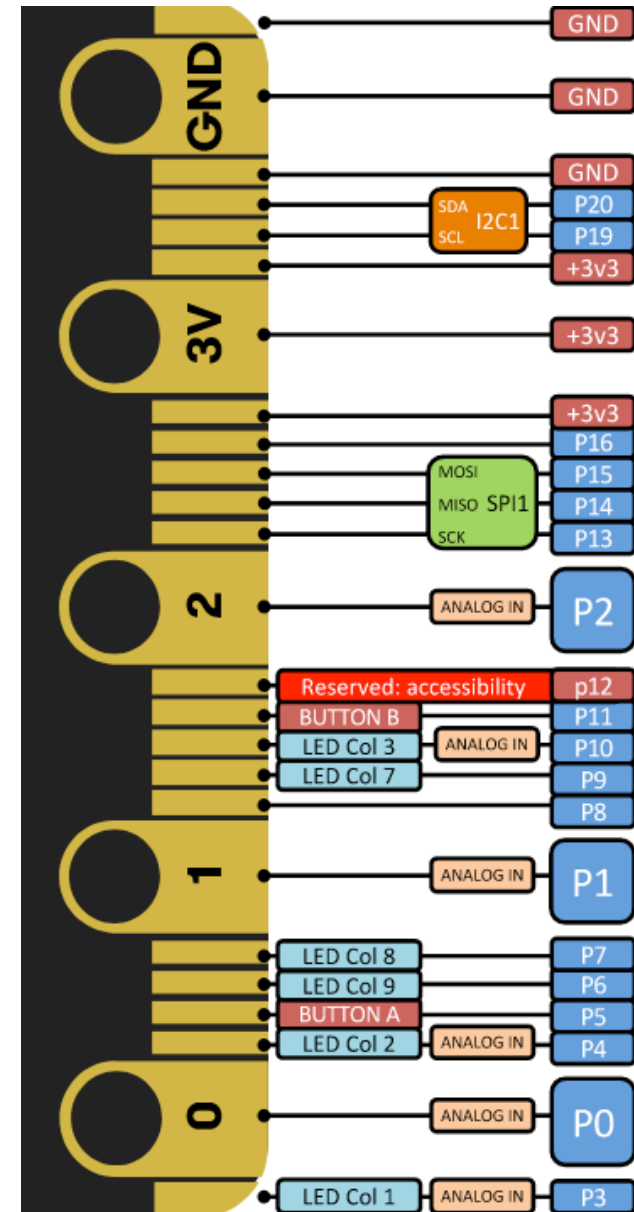 GND
GND GND
GND
SDA I2C1 P20
SCL P19
+3v3
3V +3v3
+3v3
P16
MOSI P15
MISO SPI1 P14
SCK P13
2 ANALOG IN P2
Reserved: accessibility p12
BUTTON B P11
LED Col 3 ANALOG IN P10
LED Col 7 P9
P8
1 ANALOG IN P1
LED Col 8 P7
LED Col 9 P6
BUTTON A P5
LED Col 2 ANALOG IN P4
0 ANALOG IN P0
LED Col 1 ANALOG IN P3